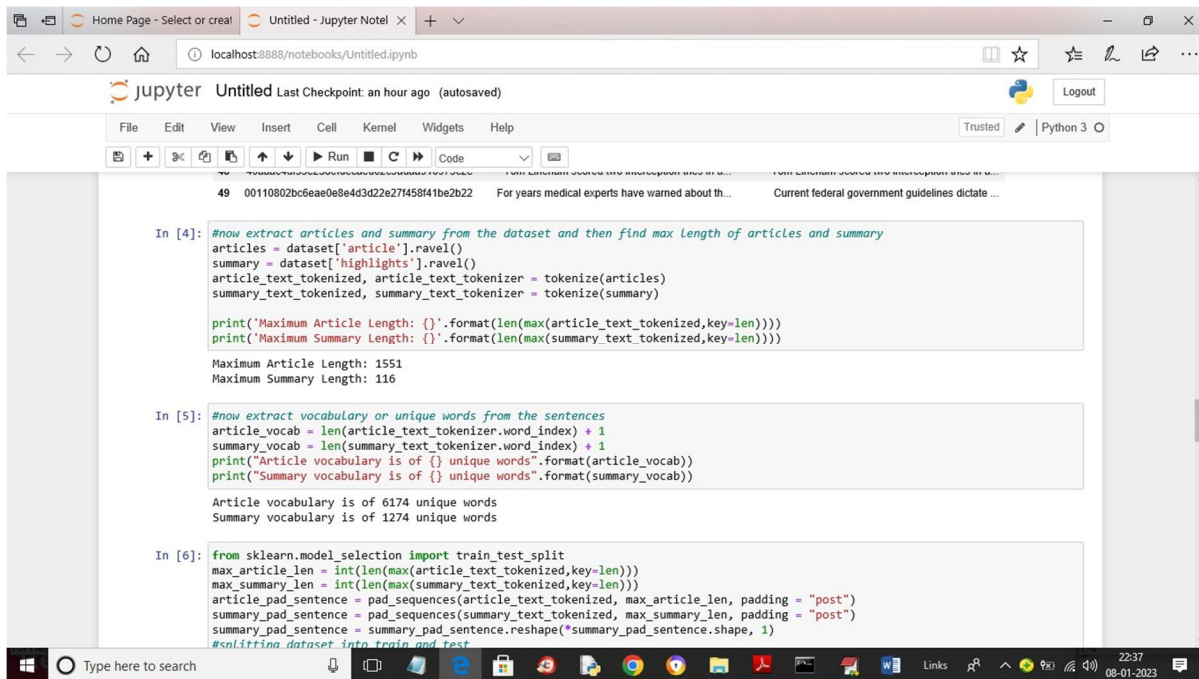 Home Page - Select or creat
Untitled - Jupyter Notel
localhost:8888/notebooks/Untitled.ipynb
jupyter Untitled Last Checkpoint: an hour ago (autosaved)
Logout
File Edit View Insert Cell Kernel Widgets Help
Trusted
Python 3
Run
Code
49 00110802bc6eae0e8e4d3d22e27f458f41be2b22 For years medical experts have warned about th... Current federal government guidelines dictate ...
In [4]: #now extract articles and summary from the dataset and then find max length of articles and summary
articles = dataset['article'].ravel()
summary = dataset['highlights'].ravel()
article_text_tokenized, article_text_tokenizer = tokenize(articles)
summary_text_tokenized, summary_text_tokenizer = tokenize(summary)
print('Maximum Article Length: {}'.format(len(max(article_text_tokenized,key=len))))
print('Maximum Summary Length: {}'.format(len(max(summary_text_tokenized,key=len))))
Maximum Article Length: 1551
Maximum Summary Length: 116
In [5]: #now extract vocabulary or unique words from the sentences
article_vocab = len(article_text_tokenizer.word_index) + 1
summary_vocab = len(summary_text_tokenizer.word_index) + 1
print("Article vocabulary is of {} unique words".format(article_vocab))
print("Summary vocabulary is of {} unique words".format(summary_vocab))
Article vocabulary is of 6174 unique words
Summary vocabulary is of 1274 unique words
In [6]: from sklearn.model_selection import train_test_split
max_article_len = int(len(max(article_text_tokenized,key=len)))
max_summary_len = int(len(max(summary_text_tokenized,key=len)))
article_pad_sentence = pad_sequences(article_text_tokenized, max_article_len, padding = "post")
summary_pad_sentence = pad_sequences(summary_text_tokenized, max_summary_len, padding = "post")
summary_pad_sentence = summary_pad_sentence.reshape(*summary_pad_sentence.shape, 1)
#splitting dataset into train and test
Type here to search
Links
22:37
08-01-2023